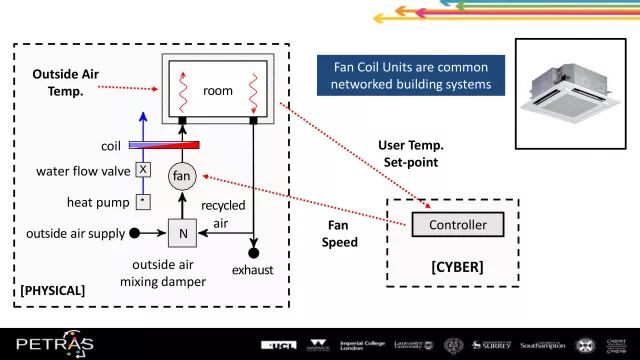 Outside Air
Temp.
room
Fan Coil Units are common
networked building systems
coil
User Temp.
Set-point
water flow valve
X
fan
heat pump
*
recycled
air
outside air supply
N
Fan
Speed
Controller
outside air
mixing damper
exhaust
[CYBER]
[PHYSICAL]
PETRAS
UCL
WARWICK
Imperial College
London
Lancaster
University
SURREY
Southampton
CARDIFF